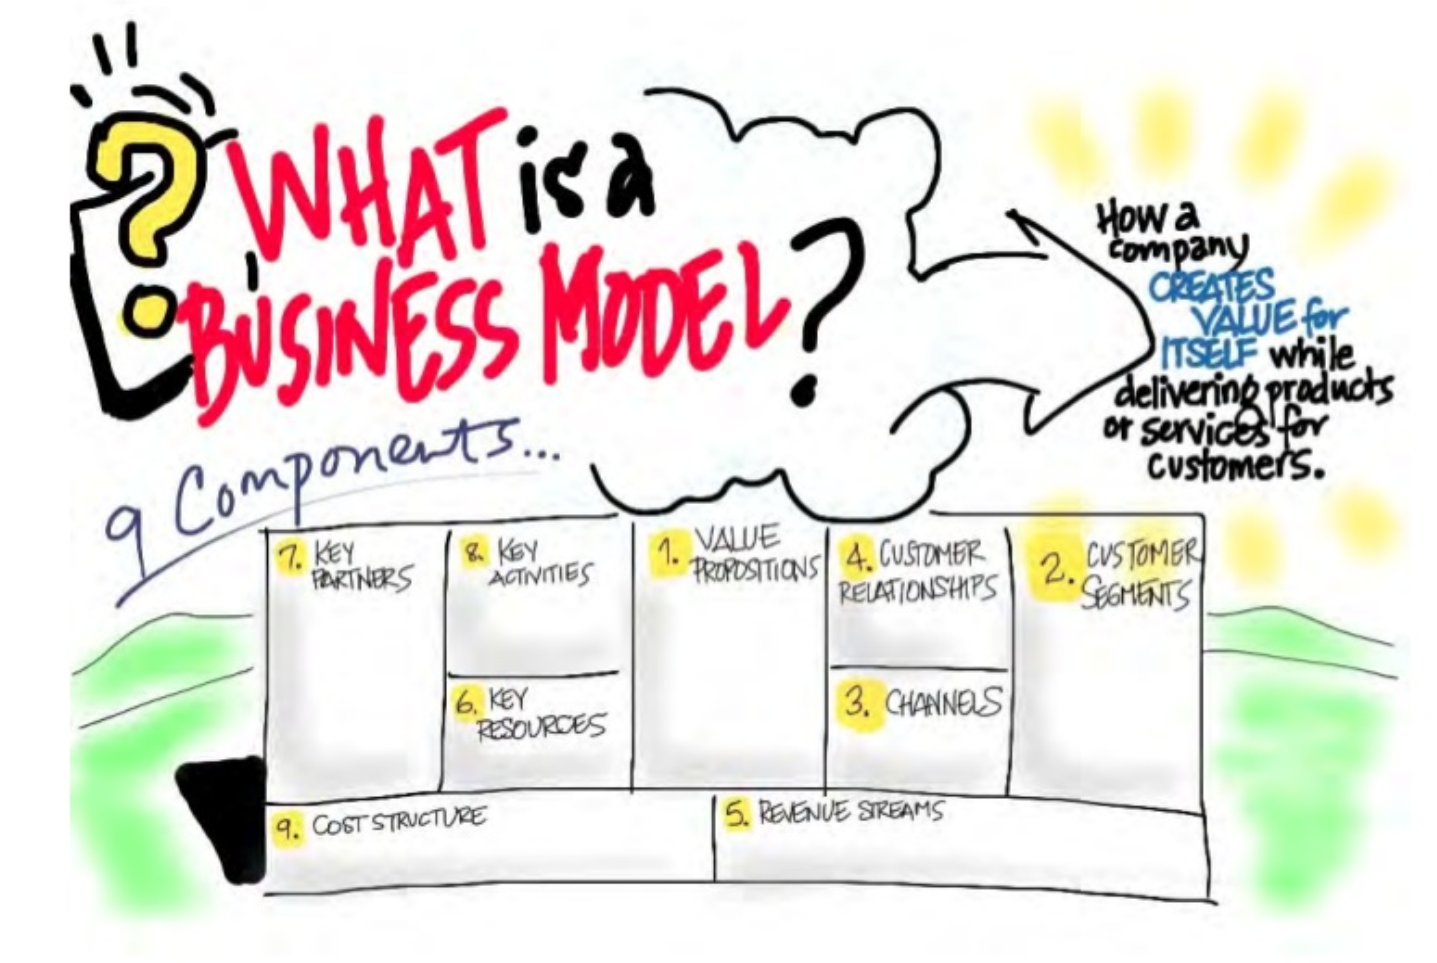 ?
WHAT is a
BUSINESS MODEL?
How a
company
CREATES
VALUE for
ITSELF while
delivering products
or services for
customers.
9 Components...
7. KEY
PARTNERS
8. KEY
ACTIVITIES
6. KEY
RESOURCES
1. VALUE
PROPOSITIONS
4. CUSTOMER
RELATIONSHIPS
3. CHANNELS
2. CUSTOMER
SEGMENTS
9. COST STRUCTURE
5. REVENUE STREAMS